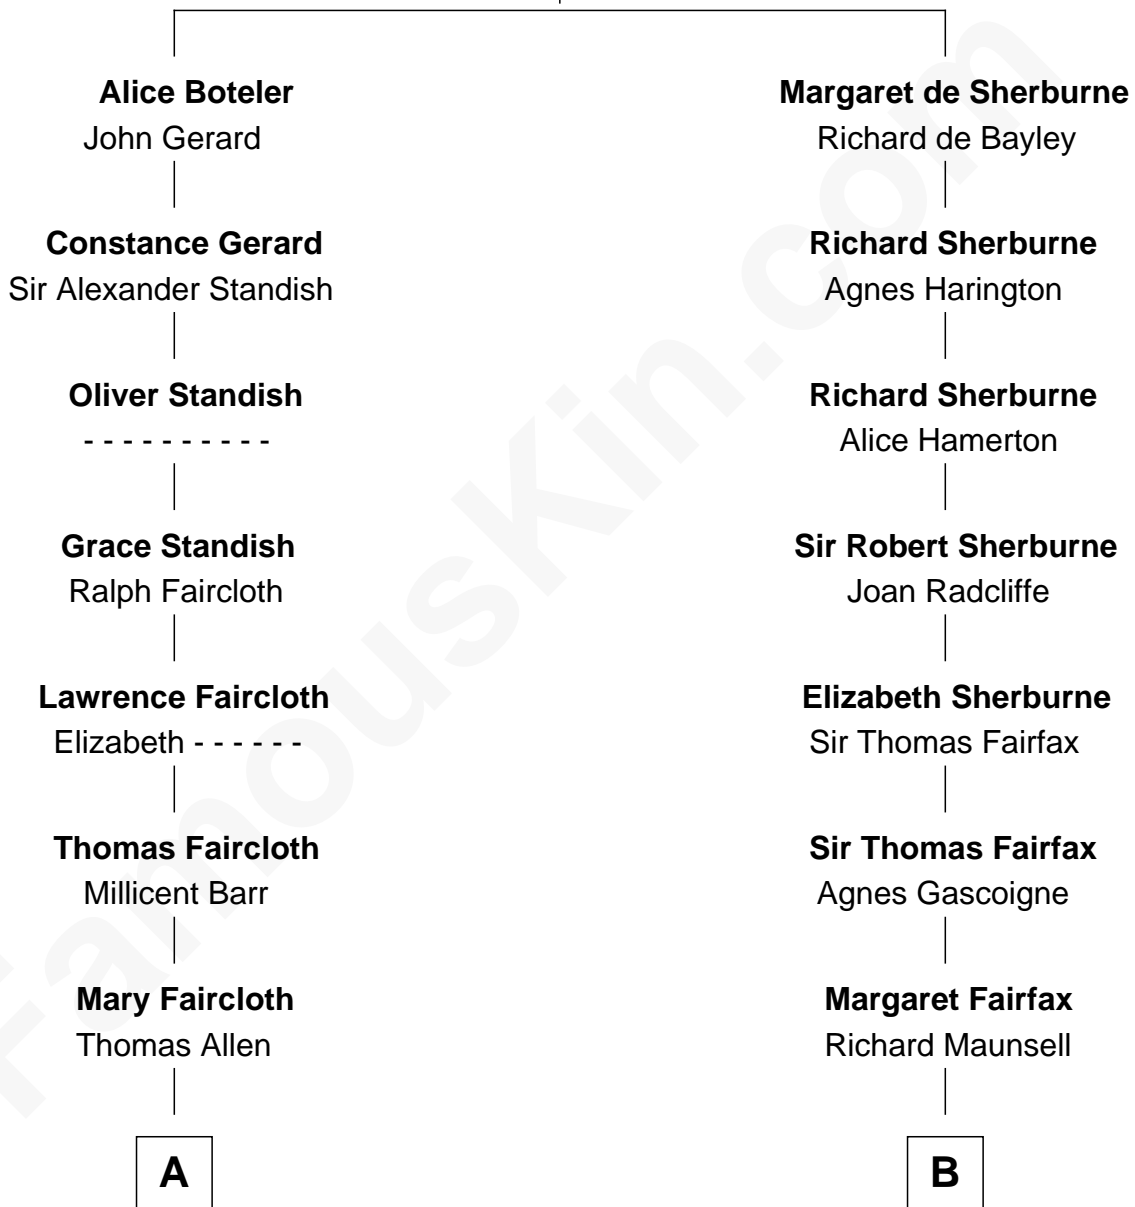 Alice Boteler
John Gerard
Constance Gerard
Sir Alexander Standish
Oliver Standish
- - - - - - - - - -
Grace Standish
Ralph Faircloth
Lawrence Faircloth
Elizabeth - - - - - -
Thomas Faircloth
Millicent Barr
Mary Faircloth
Thomas Allen
A
Margaret de Sherburne
Richard de Bayley
Richard Sherburne
Agnes Harington
Richard Sherburne
Alice Hamerton
Sir Robert Sherburne
Joan Radcliffe
Elizabeth Sherburne
Sir Thomas Fairfax
Sir Thomas Fairfax
Agnes Gascoigne
Margaret Fairfax
Richard Maunsell
B
FamousKin.com